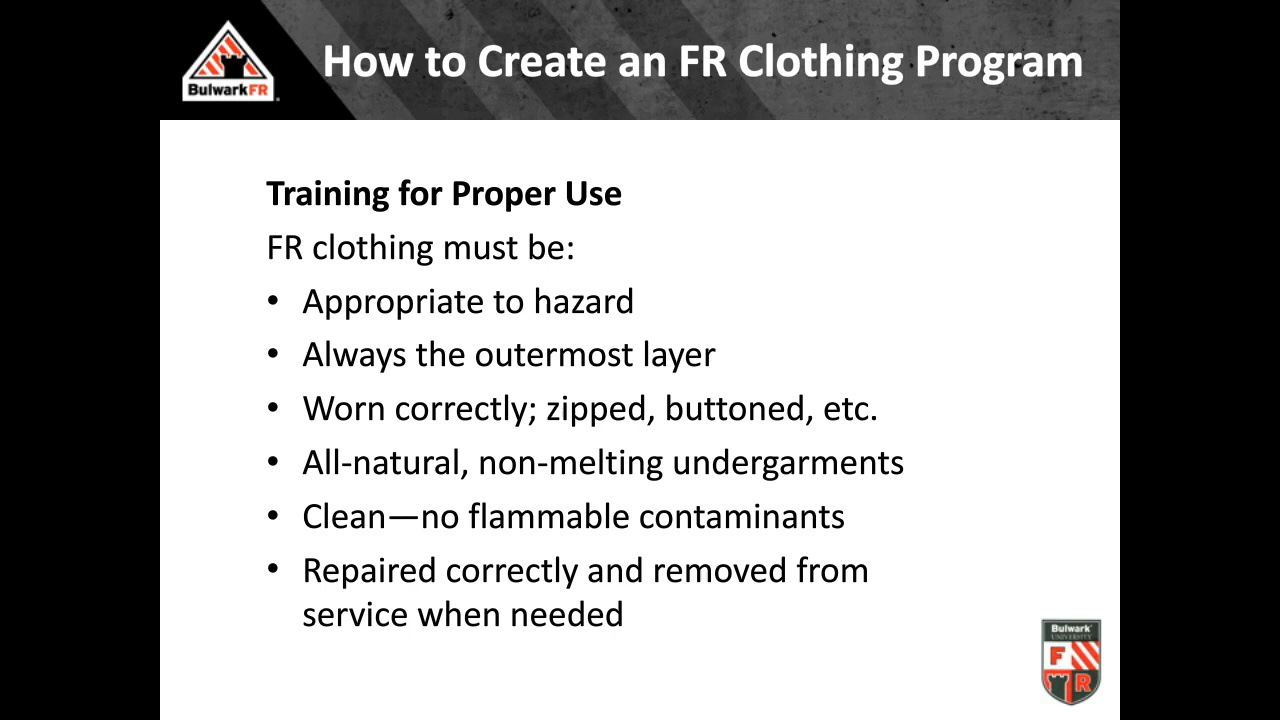 BulwarkFR
How to Create an FR Clothing Program
Training for Proper Use
FR clothing must be:
• Appropriate to hazard
• Always the outermost layer
• Worn correctly; zipped, buttoned, etc.
• All-natural, non-melting undergarments
• Clean—no flammable contaminants
• Repaired correctly and removed from
service when needed
Bulwark
UNIVERSITY
F
R